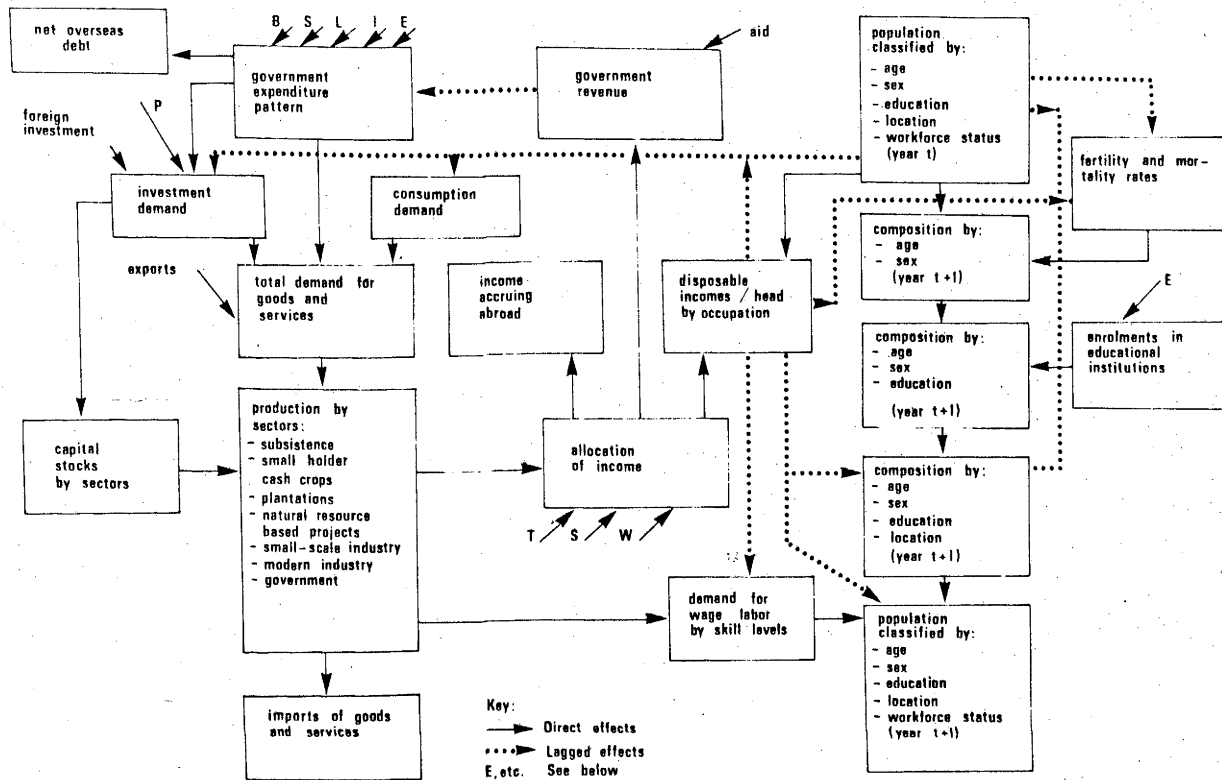 net overseas
debt
B S L I E
government
expenditure
pattern
aid
government
revenue
population
classified by:
- age
- sex
- education
- location
- workforce status
(year t)
P
foreign
investment
investment
demand
consumption
demand
fertility and mor-
tality rates
exports
total demand for
goods and
services
income
accruing
abroad
disposable
incomes / head
by occupation
composition by:
- age
- sex
(year t+1)
E
composition by:
- age
- sex
- education
(year t+1)
enrolments in
educational
institutions
capital
stocks
by sectors
production by
sectors:
- subsistence
- small holder
cash crops
- plantations
- natural resource
based projects
- small-scale industry
- modern industry
- government
allocation
of income
T S W
composition by:
- age
- sex
- education
- location
(year t+1)
demand for
wage labor
by skill levels
population
classified by:
- age
- sex
- education
- location
- workforce status
(year t+1)
imports of goods
and services
Key:
Direct effects
Lagged effects
E, etc. See below